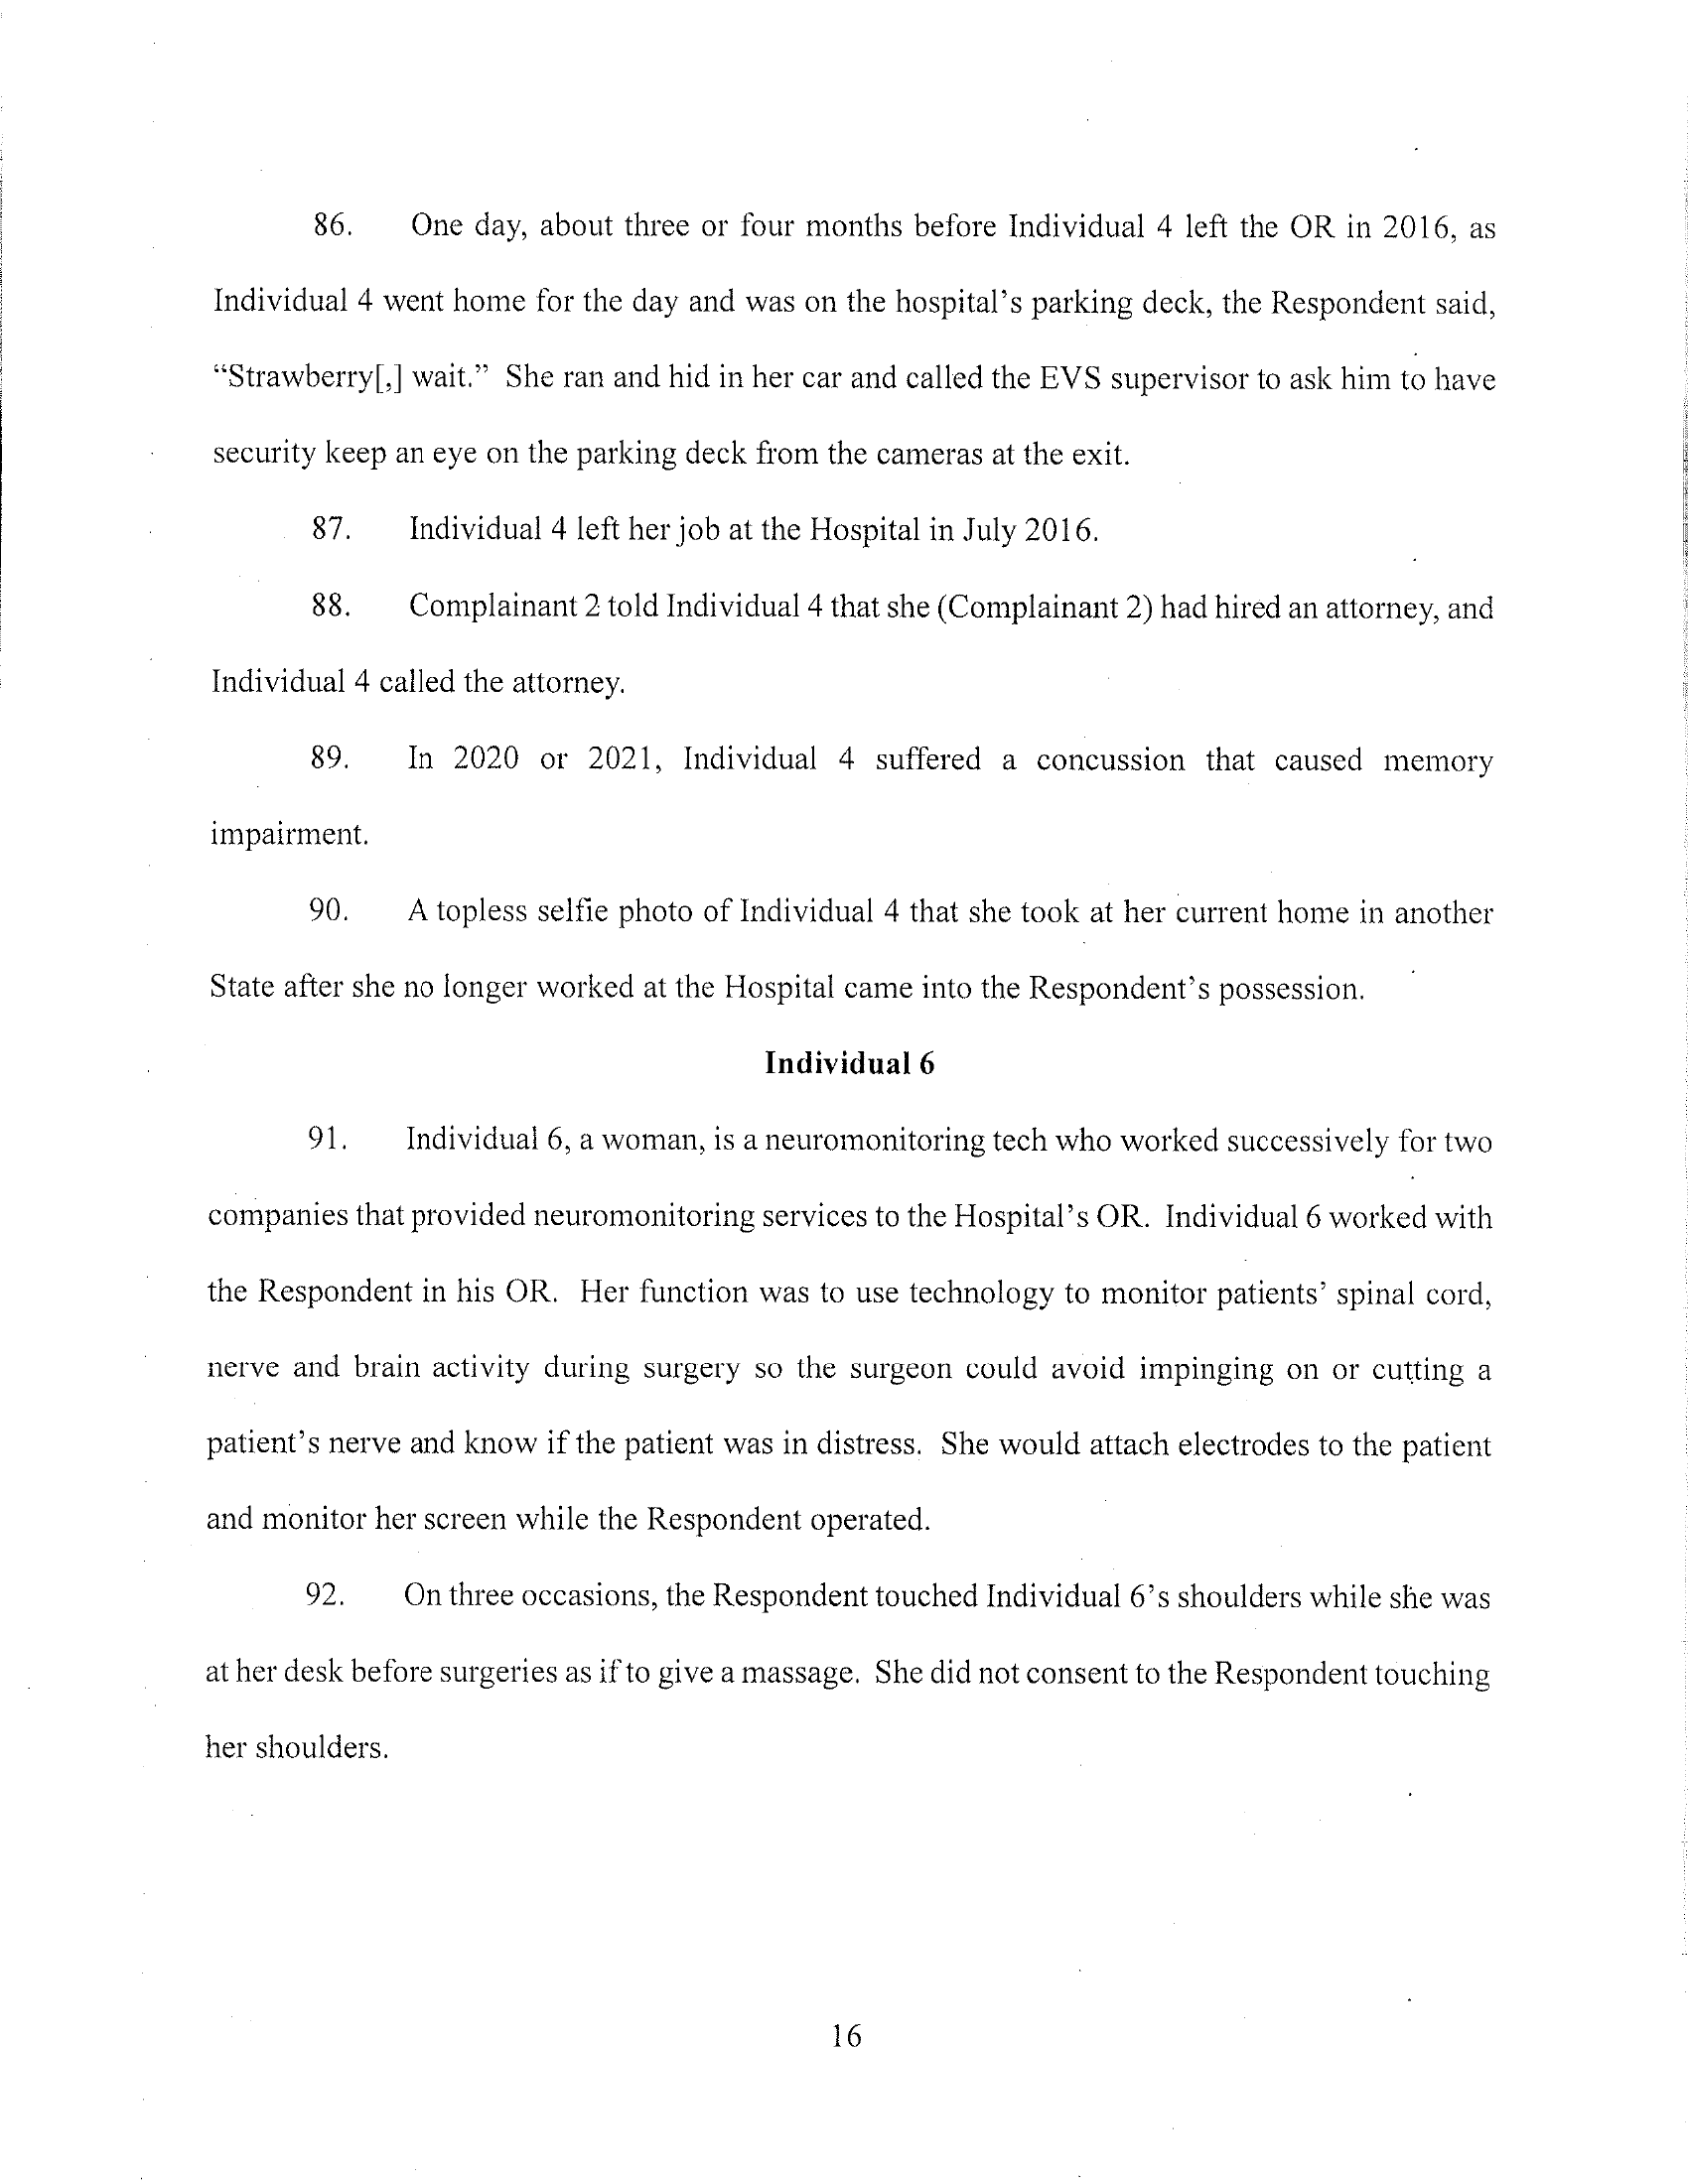 86. One day, about three or four months before Individual 4 left the OR in 2016, as
Individual 4 went home for the day and was on the hospital's parking deck, the Respondent said,
"Strawberry[,] wait." She ran and hid in her car and called the EVS supervisor to ask him to have
security keep an eye on the parking deck from the cameras at the exit.
87. Individual 4 left her job at the Hospital in July 2016.
88. Complainant 2 told Individual 4 that she (Complainant 2) had hired an attorney, and
Individual 4 called the attorney.
89. In 2020 or 2021, Individual 4 suffered a concussion that caused memory
impairment.
90. A topless selfie photo of Individual 4 that she took at her current home in another
State after she no longer worked at the Hospital came into the Respondent's possession.
Individual 6
91. Individual 6, a woman, is a neuromonitoring tech who worked successively for two
companies that provided neuromonitoring services to the Hospital's OR. Individual 6 worked with
the Respondent in his OR. Her function was to use technology to monitor patients' spinal cord,
nerve and brain activity during surgery so the surgeon could avoid impinging on or cutting a
patient's nerve and know if the patient was in distress. She would attach electrodes to the patient
and monitor her screen while the Respondent operated.
92. On three occasions, the Respondent touched Individual 6's shoulders while she was
at her desk before surgeries as if to give a massage. She did not consent to the Respondent touching
her shoulders.
16